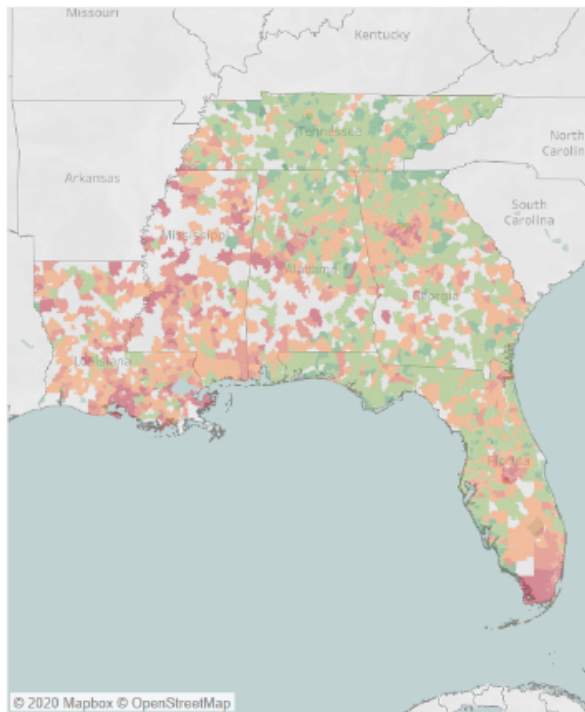 Missouri
Kentucky
Tennessee
North
Carolin
Arkansas
South
Carolina
Mississippi
Alabama
Georgia
Louisiana
Florida
© 2020 Mapbox © OpenStreetMap